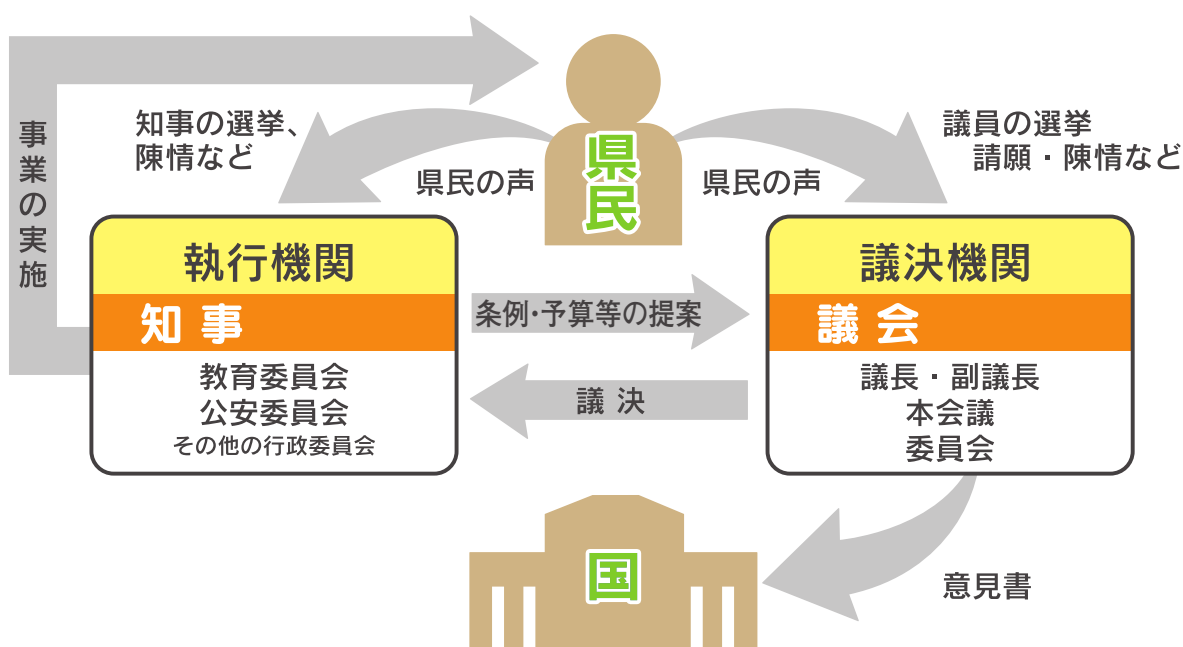 事業の実施
知事の選挙、
陳情など
県民の声
県民
県民の声
議員の選挙
請願・陳情など
執行機関
知事
教育委員会
公安委員会
その他の行政委員会
条例・予算等の提案
議決
議決機関
議会
議長・副議長
本会議
委員会
国
意見書